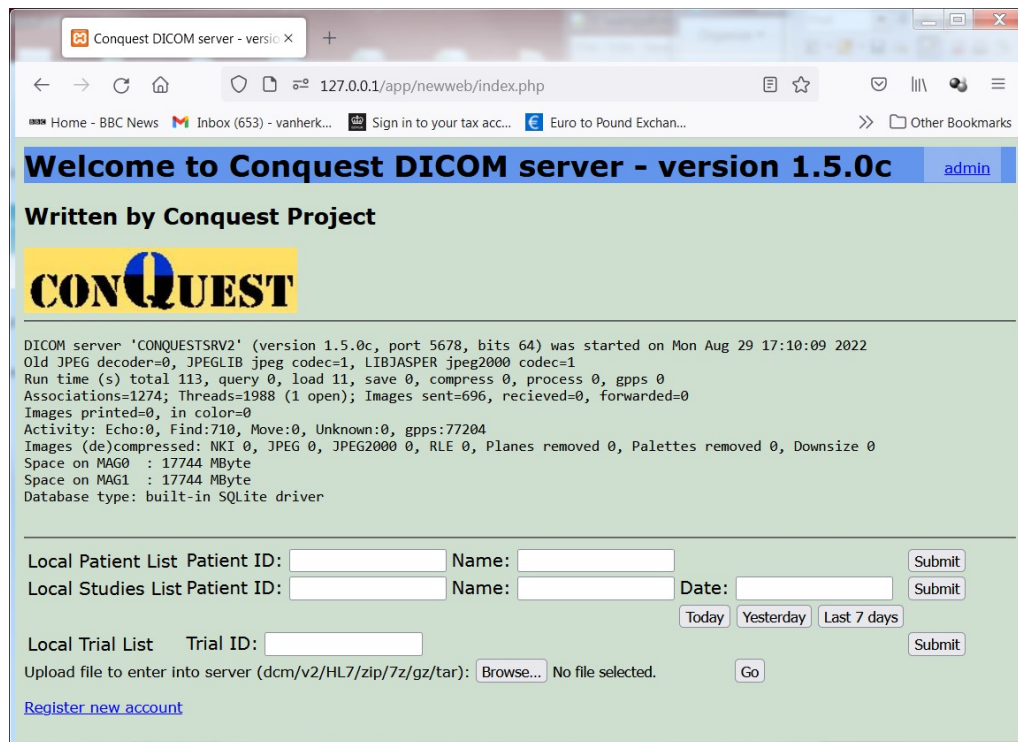 Conquest DICOM server - versic
127.0.0.1/app/newweb/index.php
Home - BBC News Inbox (653) - vanherk... Sign in to your tax acc... Euro to Pound Exchan... Other Bookmarks
Welcome to Conquest DICOM server - version 1.5.0c admin
Written by Conquest Project
CONQUEST
DICOM server 'CONQUESTSRV2' (version 1.5.0c, port 5678, bits 64) was started on Mon Aug 29 17:10:09 2022
Old JPEG decoder=0, JPEGLIB jpeg codec=1, LIBJASPER jpeg2000 codec=1
Run time (s) total 113, query 0, load 11, save 0, compress 0, process 0, gpps 0
Associations=1274; Threads=1988 (1 open); Images sent=696, recieved=0, forwarded=0
Images printed=0, in color=0
Activity: Echo:0, Find:710, Move:0, Unknown:0, gpps:77204
Images (de)compressed: NKI 0, JPEG 0, JPEG2000 0, RLE 0, Planes removed 0, Palettes removed 0, Downsize 0
Space on MAG0 : 17744 MByte
Space on MAG1 : 17744 MByte
Database type: built-in SQLite driver
Local Patient List Patient ID: Name: Submit
Local Studies List Patient ID: Name: Date: Submit
Today Yesterday Last 7 days
Local Trial List Trial ID: Submit
Upload file to enter into server (dcm/v2/HL7/zip/7z/gz/tar): Browse... No file selected. Go
Register new account